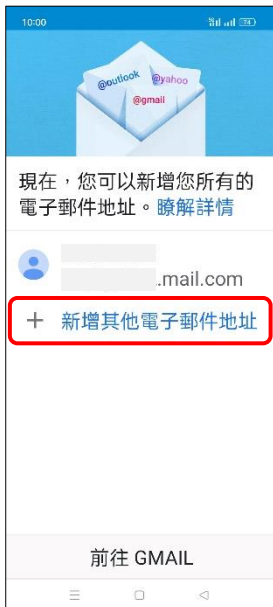 10:00
@outlook @yahoo
@gmail
現在，您可以新增您所有的
電子郵件地址。瞭解詳情
.mail.com
+ 新增其他電子郵件地址
前往 GMAIL